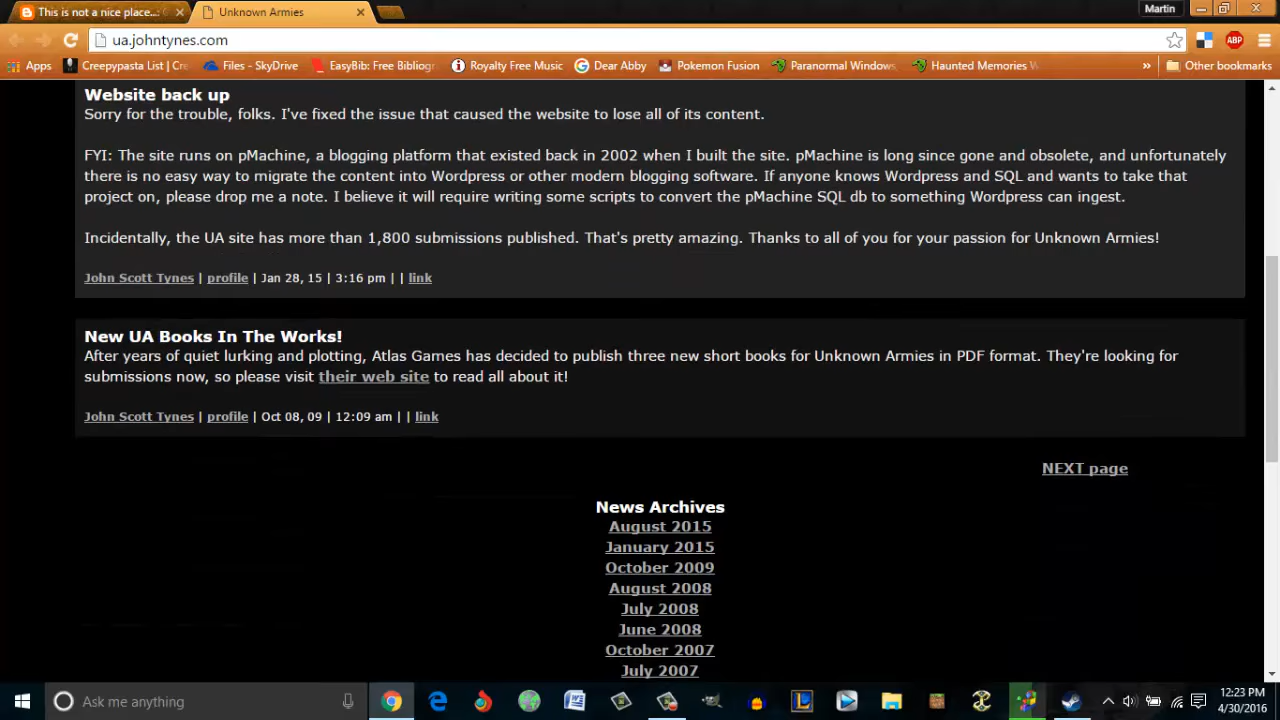 This is not a nice place...:
Unknown Armies
Martin
ua.johntynes.com
ABP
Apps
Creepypasta List | Cre
Files - SkyDrive
EasyBib: Free Bibliogr
Royalty Free Music
Dear Abby
Pokemon Fusion
Paranormal Windows
Haunted Memories W
»
Other bookmarks
Website back up
Sorry for the trouble, folks. I've fixed the issue that caused the website to lose all of its content.
FYI: The site runs on pMachine, a blogging platform that existed back in 2002 when I built the site. pMachine is long since gone and obsolete, and unfortunately
there is no easy way to migrate the content into Wordpress or other modern blogging software. If anyone knows Wordpress and SQL and wants to take that
project on, please drop me a note. I believe it will require writing some scripts to convert the pMachine SQL db to something Wordpress can ingest.
Incidentally, the UA site has more than 1,800 submissions published. That's pretty amazing. Thanks to all of you for your passion for Unknown Armies!
John Scott Tynes | profile | Jan 28, 15 | 3:16 pm | | link
New UA Books In The Works!
After years of quiet lurking and plotting, Atlas Games has decided to publish three new short books for Unknown Armies in PDF format. They're looking for
submissions now, so please visit their web site to read all about it!
John Scott Tynes | profile | Oct 08, 09 | 12:09 am | | link
NEXT page
News Archives
August 2015
January 2015
October 2009
August 2008
July 2008
June 2008
October 2007
July 2007
Ask me anything
12:23 PM
4/30/2016